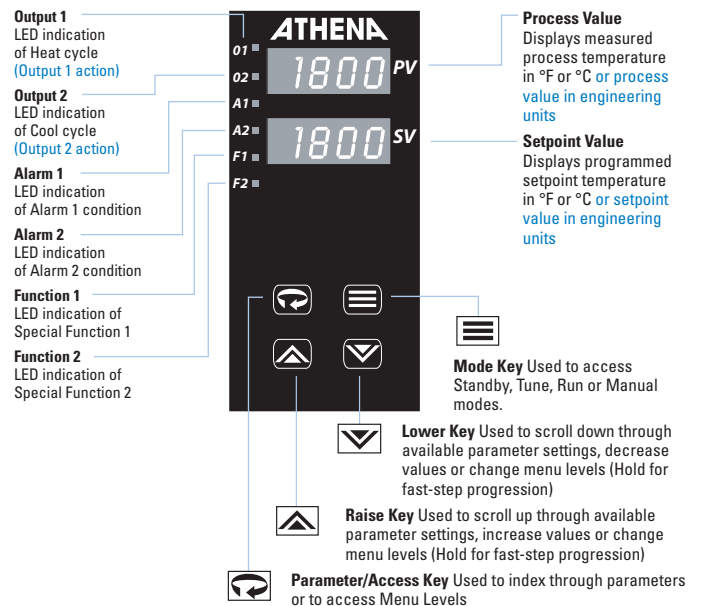 Output 1
LED indication
of Heat cycle
(Output 1 action)
Output 2
LED indication
of Cool cycle
(Output 2 action)
Alarm 1
LED indication
of Alarm 1 condition
Alarm 2
LED indication
of Alarm 2 condition
Function 1
LED indication of
Special Function 1
Function 2
LED indication of
Special Function 2
ATHENA
01
1800 PV
02
A1
A2
1800 SV
F1
F2
Process Value
Displays measured
process temperature
in °F or °C or process
value in engineering
units
Setpoint Value
Displays programmed
setpoint temperature
in °F or °C or setpoint
value in engineering
units
Mode Key Used to access
Standby, Tune, Run or Manual
modes.
Lower Key Used to scroll down through
available parameter settings, decrease
values or change menu levels (Hold for
fast-step progression)
Raise Key Used to scroll up through available
parameter settings, increase values or change
menu levels (Hold for fast-step progression)
Parameter/Access Key Used to index through parameters
or to access Menu Levels